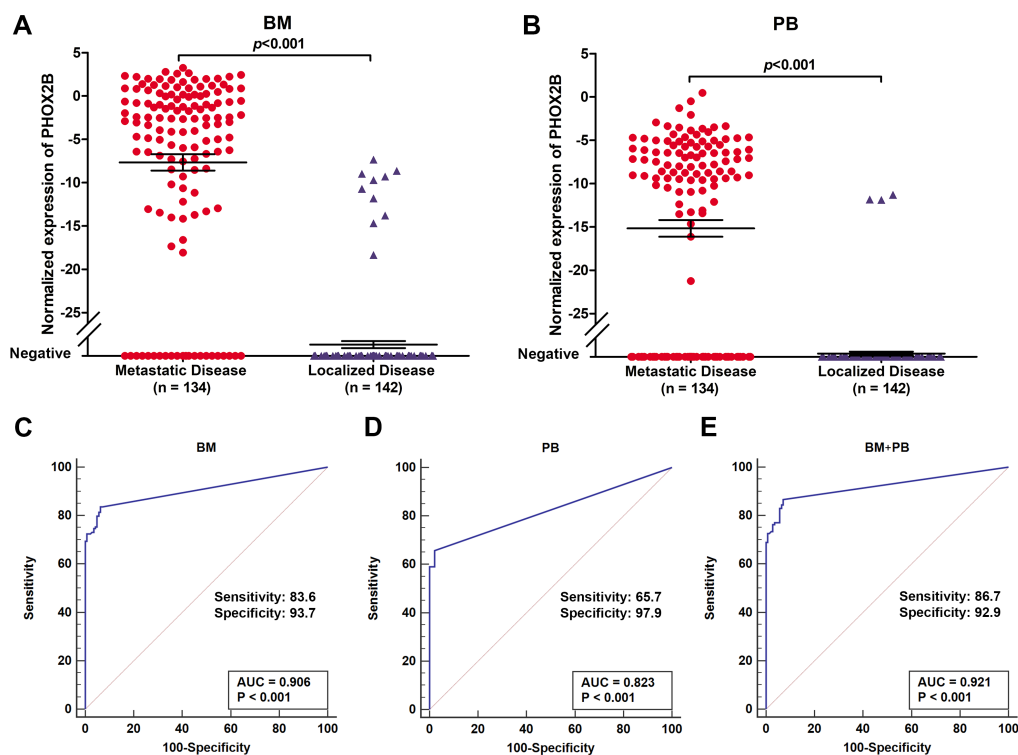 A
BM
p<0.001
Normalized expression of PHOX2B
5
0
-5
-10
-15
-20
-25
Negative
Metastatic Disease
(n = 134)
Localized Disease
(n = 142)
B
PB
p<0.001
Normalized expression of PHOX2B
5
0
-5
-10
-15
-20
-25
Negative
Metastatic Disease
(n = 134)
Localized Disease
(n = 142)
C
BM
Sensitivity
100
80
60
40
20
0
Sensitivity: 83.6
Specificity: 93.7
AUC = 0.906
P < 0.001
0 20 40 60 80 100
100-Specificity
D
PB
Sensitivity
100
80
60
40
20
0
Sensitivity: 65.7
Specificity: 97.9
AUC = 0.823
P < 0.001
0 20 40 60 80 100
100-Specificity
E
BM+PB
Sensitivity
100
80
60
40
20
0
Sensitivity: 86.7
Specificity: 92.9
AUC = 0.921
P < 0.001
0 20 40 60 80 100
100-Specificity